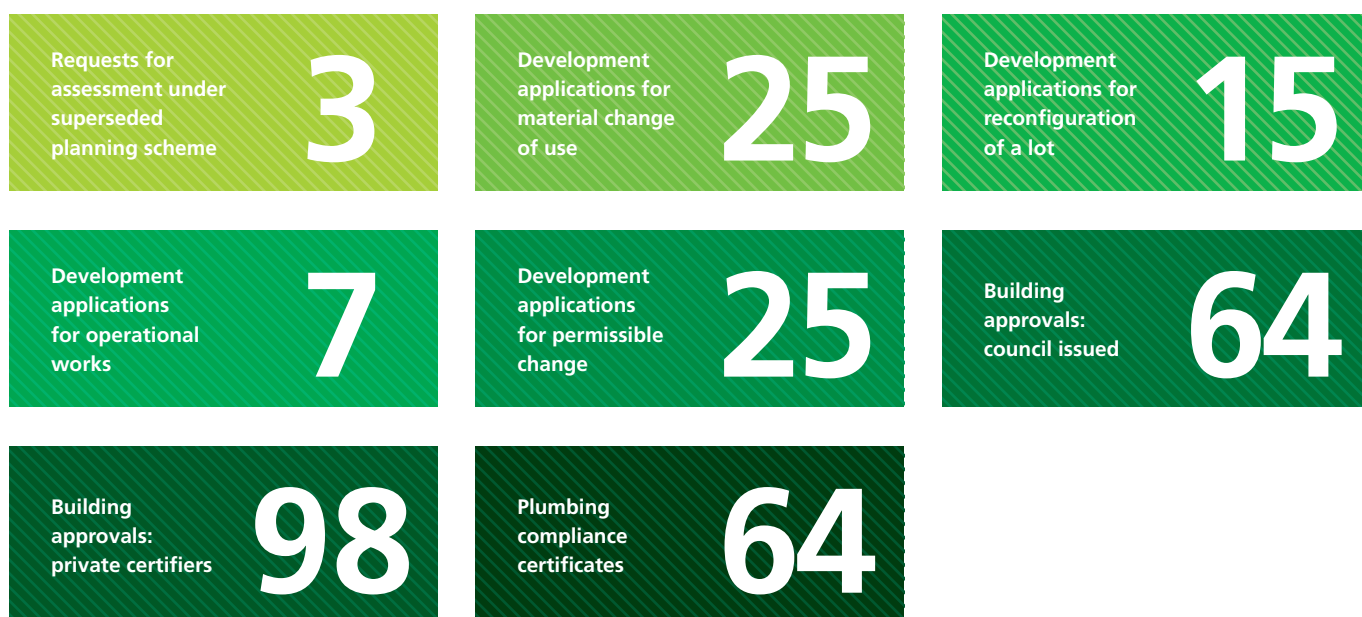 Requests for
assessment under
superseded
planning scheme
3
Development
applications for
material change
of use
25
Development
applications for
reconfiguration
of a lot
15
Development
applications
for operational
works
7
Development
applications
for permissible
change
25
Building
approvals:
council issued
64
Building
approvals:
private certifiers
98
Plumbing
compliance
certificates
64